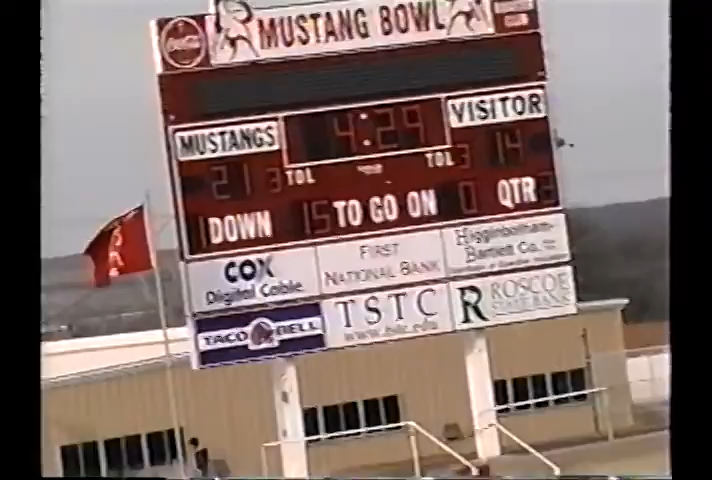 Coca-Cola
MUSTANG BOWL
MUSTANGS
4:29
VISITOR
21
3
TOL
TOL
3
14
1
DOWN
15
TO GO ON
0
QTR
COX
Digital Cable
FIRST
NATIONAL BANK
Higginbotham-
Bartlett Co.
TACO BELL
TSTC
www.tstc.edu
R
ROSCOE
STATE BANK